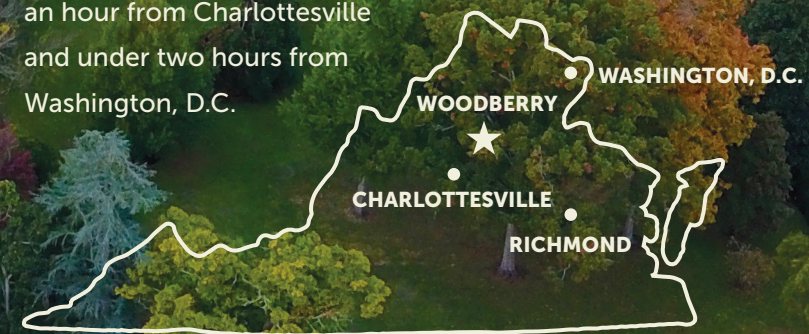 an hour from Charlottesville
and under two hours from
Washington, D.C.
WASHINGTON, D.C.
WOODBERRY
CHARLOTTESVILLE
RICHMOND